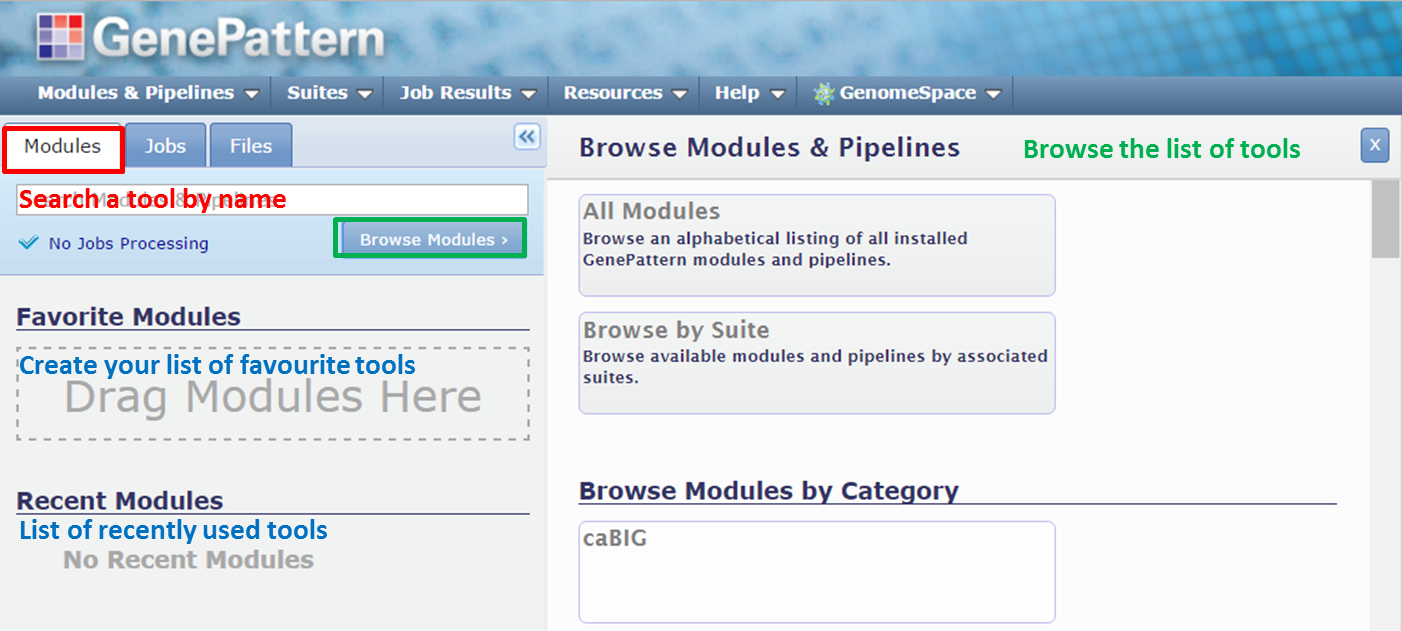 GenePattern
Modules & Pipelines Suites Job Results Resources Help GenomeSpace
Modules Jobs Files
Search a tool by name
No Jobs Processing
Browse Modules ›
Favorite Modules
Create your list of favourite tools
Drag Modules Here
Recent Modules
List of recently used tools
No Recent Modules
Browse Modules & Pipelines
Browse the list of tools
X
All Modules
Browse an alphabetical listing of all installed
GenePattern modules and pipelines.
Browse by Suite
Browse available modules and pipelines by associated
suites.
Browse Modules by Category
caBIG